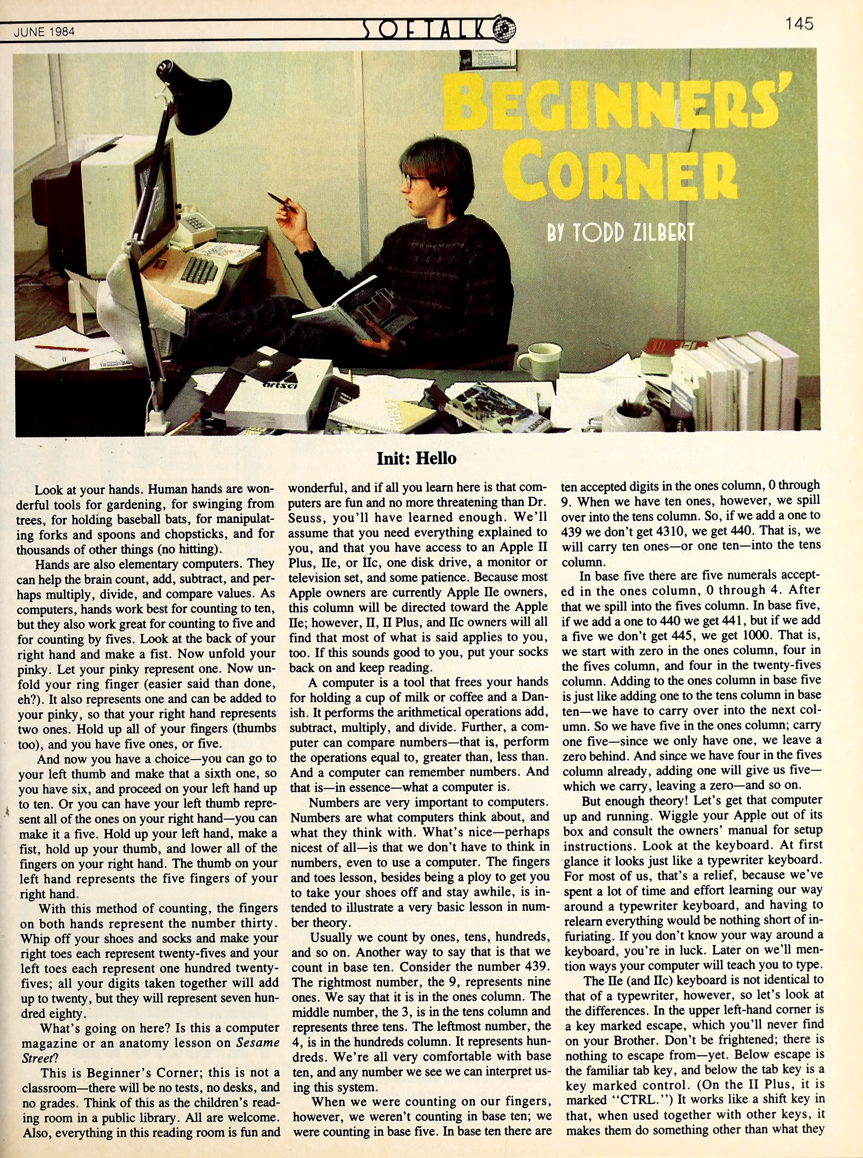 JUNE 1984
SOFTALK
145
BEGINNERS'
CORNER
BY TODD ZILBERT
artsci
Init: Hello
Look at your hands. Human hands are won-
derful tools for gardening, for swinging from
trees, for holding baseball bats, for manipulat-
ing forks and spoons and chopsticks, and for
thousands of other things (no hitting).
Hands are also elementary computers. They
can help the brain count, add, subtract, and per-
haps multiply, divide, and compare values. As
computers, hands work best for counting to ten,
but they also work great for counting to five and
for counting by fives. Look at the back of your
right hand and make a fist. Now unfold your
pinky. Let your pinky represent one. Now un-
fold your ring finger (easier said than done,
eh?). It also represents one and can be added to
your pinky, so that your right hand represents
two ones. Hold up all of your fingers (thumbs
too), and you have five ones, or five.
And now you have a choice—you can go to
your left thumb and make that a sixth one, so
you have six, and proceed on your left hand up
to ten. Or you can have your left thumb repre-
sent all of the ones on your right hand—you can
make it a five. Hold up your left hand, make a
fist, hold up your thumb, and lower all of the
fingers on your right hand. The thumb on your
left hand represents the five fingers of your
right hand.
With this method of counting, the fingers
on both hands represent the number thirty.
Whip off your shoes and socks and make your
right toes each represent twenty-fives and your
left toes each represent one hundred twenty-
fives; all your digits taken together will add
up to twenty, but they will represent seven hun-
dred eighty.
What's going on here? Is this a computer
magazine or an anatomy lesson on Sesame
Street?
This is Beginner's Corner; this is not a
classroom—there will be no tests, no desks, and
no grades. Think of this as the children's read-
ing room in a public library. All are welcome.
Also, everything in this reading room is fun and
wonderful, and if all you learn here is that com-
puters are fun and no more threatening than Dr.
Seuss, you'll have learned enough. We'll
assume that you need everything explained to
you, and that you have access to an Apple II
Plus, IIe, or IIc, one disk drive, a monitor or
television set, and some patience. Because most
Apple owners are currently Apple IIe owners,
this column will be directed toward the Apple
IIe; however, II, II Plus, and IIc owners will all
find that most of what is said applies to you,
too. If this sounds good to you, put your socks
back on and keep reading.
A computer is a tool that frees your hands
for holding a cup of milk or coffee and a Dan-
ish. It performs the arithmetical operations add,
subtract, multiply, and divide. Further, a com-
puter can compare numbers—that is, perform
the operations equal to, greater than, less than.
And a computer can remember numbers. And
that is—in essence—what a computer is.
Numbers are very important to computers.
Numbers are what computers think about, and
what they think with. What's nice—perhaps
nicest of all—is that we don't have to think in
numbers, even to use a computer. The fingers
and toes lesson, besides being a ploy to get you
to take your shoes off and stay awhile, is in-
tended to illustrate a very basic lesson in num-
ber theory.
Usually we count by ones, tens, hundreds,
and so on. Another way to say that is that we
count in base ten. Consider the number 439.
The rightmost number, the 9, represents nine
ones. We say that it is in the ones column. The
middle number, the 3, is in the tens column and
represents three tens. The leftmost number, the
4, is in the hundreds column. It represents hun-
dreds. We're all very comfortable with base
ten, and any number we see we can interpret us-
ing this system.
When we were counting on our fingers,
however, we weren't counting in base ten; we
were counting in base five. In base ten there are
ten accepted digits in the ones column, 0 through
9. When we have ten ones, however, we spill
over into the tens column. So, if we add a one to
439 we don't get 4310, we get 440. That is, we
will carry ten ones—or one ten—into the tens
column.
In base five there are five numerals accept-
ed in the ones column, 0 through 4. After
that we spill into the fives column. In base five,
if we add a one to 440 we get 441, but if we add
a five we don't get 445, we get 1000. That is,
we start with zero in the ones column, four in
the fives column, and four in the twenty-fives
column. Adding to the ones column in base five
is just like adding one to the tens column in base
ten—we have to carry over into the next col-
umn. So we have five in the ones column; carry
one five—since we only have one, we leave a
zero behind. And since we have four in the fives
column already, adding one will give us five—
which we carry, leaving a zero—and so on.
But enough theory! Let's get that computer
up and running. Wiggle your Apple out of its
box and consult the owners' manual for setup
instructions. Look at the keyboard. At first
glance it looks just like a typewriter keyboard.
For most of us, that's a relief, because we've
spent a lot of time and effort learning our way
around a typewriter keyboard, and having to
relearn everything would be nothing short of in-
furiating. If you don't know your way around a
keyboard, you're in luck. Later on we'll men-
tion ways your computer will teach you to type.
The IIe (and IIc) keyboard is not identical to
that of a typewriter, however, so let's look at
the differences. In the upper left-hand corner is
a key marked escape, which you'll never find
on your Brother. Don't be frightened; there is
nothing to escape from—yet. Below escape is
the familiar tab key, and below the tab key is a
key marked control. (On the II Plus, it is
marked “CTRL.”) It works like a shift key in
that, when used together with other keys, it
makes them do something other than what they